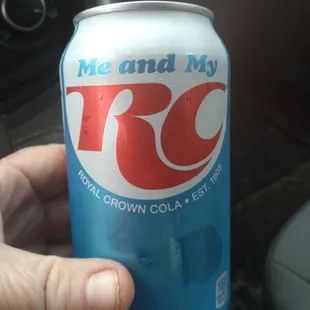 Me and My
RC
ROYAL CROWN COLA • EST. 1905